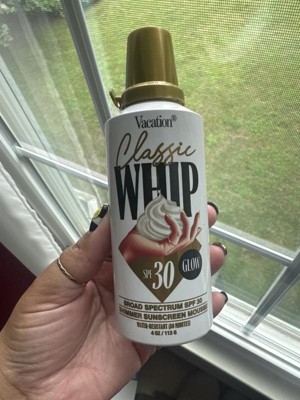 Vacation®
Classic
WHIP
SPF 30
GLOW
BROAD SPECTRUM SPF 30
SHIMMER SUNSCREEN MOUSSE
WATER-RESISTANT (80 MINUTES)
4 OZ / 113 G